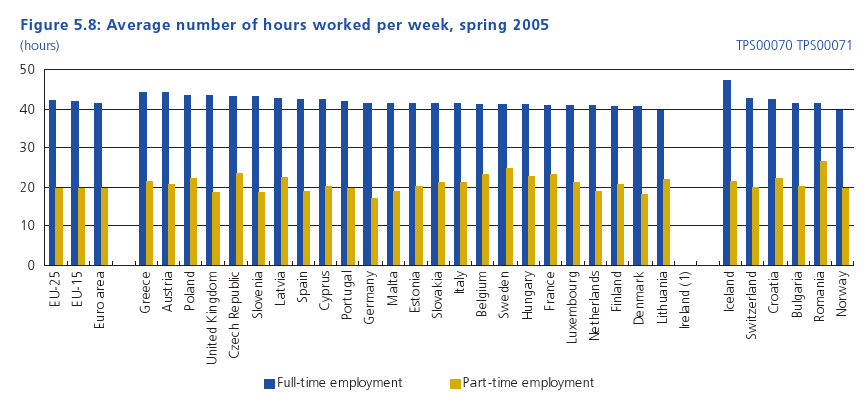 Figure 5.8: Average number of hours worked per week, spring 2005
(hours)
TPS00070 TPS00071
50
40
30
20
10
0
EU-25
EU-15
Euro area
Greece
Austria
Poland
United Kingdom
Czech Republic
Slovenia
Latvia
Spain
Cyprus
Portugal
Germany
Malta
Estonia
Slovakia
Italy
Belgium
Sweden
Hungary
France
Luxembourg
Netherlands
Finland
Denmark
Lithuania
Ireland (1)
Iceland
Switzerland
Croatia
Bulgaria
Romania
Norway
Full-time employment
Part-time employment